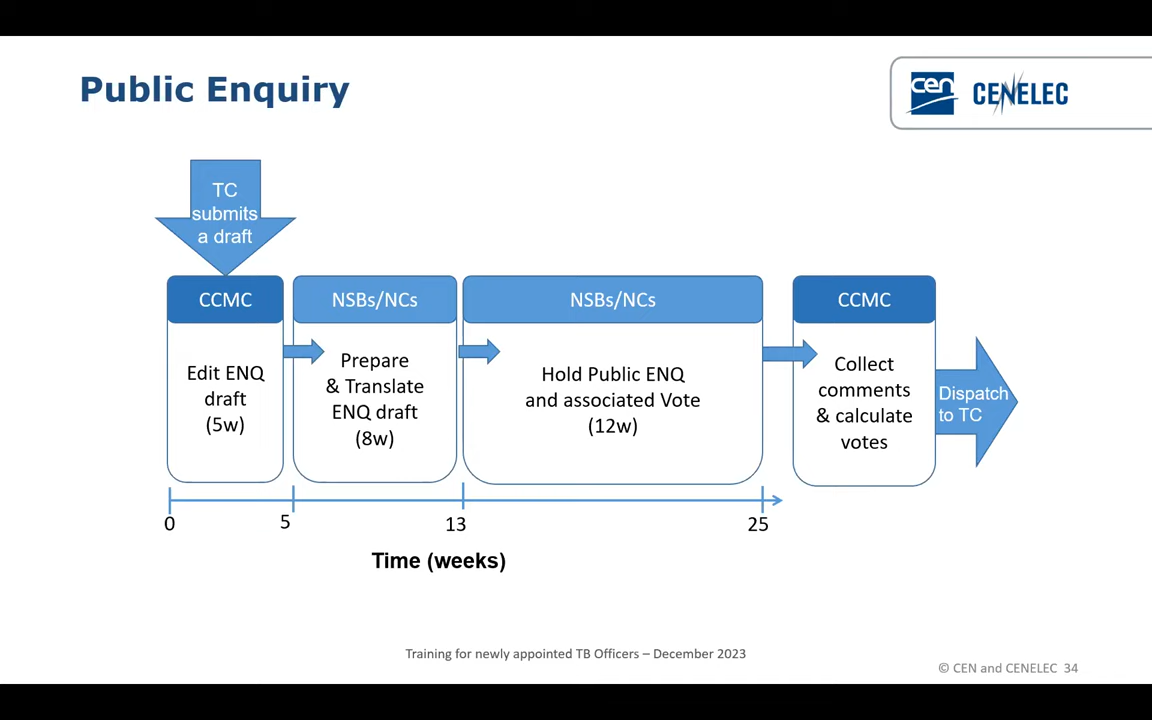 Public Enquiry
cen
CENELEC
TC
submits
a draft
CCMC
NSBs/NCs
NSBs/NCs
CCMC
Edit ENQ
draft
(5w)
Prepare
& Translate
ENQ draft
(8w)
Hold Public ENQ
and associated Vote
(12w)
Collect
comments
& calculate
votes
Dispatch
to TC
0
5
13
25
Time (weeks)
Training for newly appointed TB Officers – December 2023
© CEN and CENELEC 34